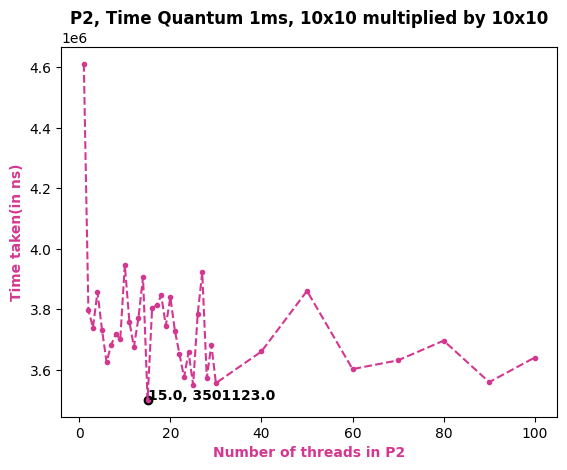 P2, Time Quantum 1ms, 10x10 multiplied by 10x10
1e6
4.6
4.4
4.2
4.0
3.8
3.6
Time taken(in ns)
15.0, 3501123.0
0 20 40 60 80 100
Number of threads in P2